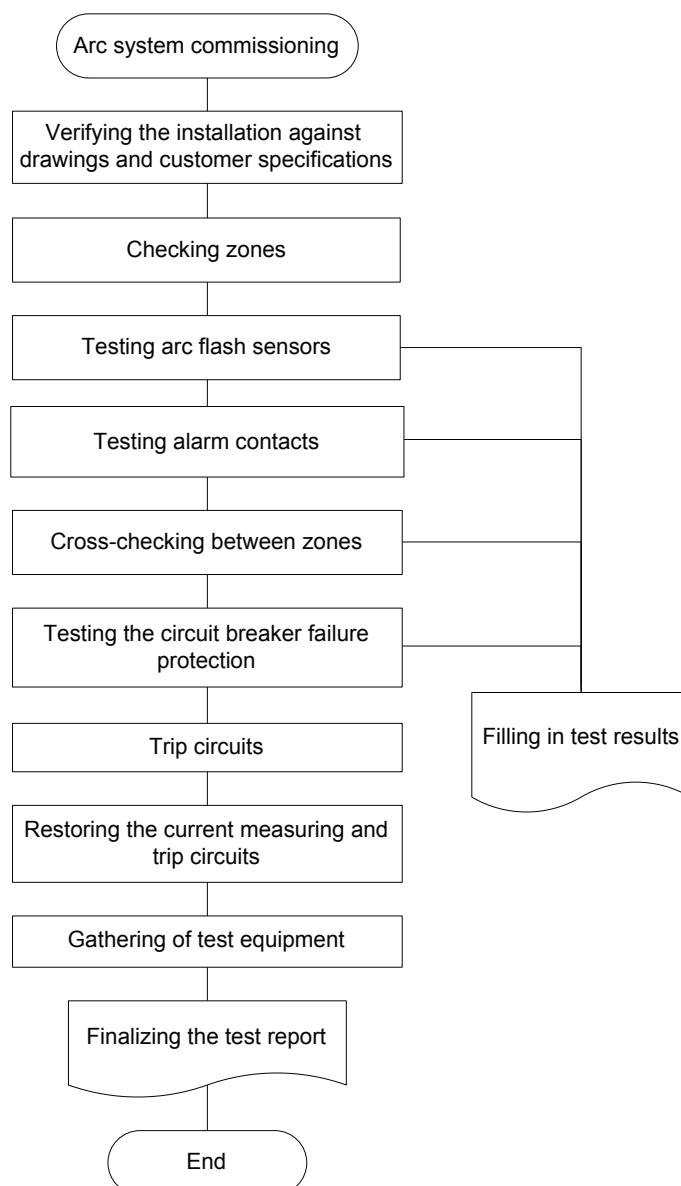 Arc system commissioning
Verifying the installation against
drawings and customer specifications
Checking zones
Testing arc flash sensors
Testing alarm contacts
Cross-checking between zones
Testing the circuit breaker failure
protection
Trip circuits
Filling in test results
Restoring the current measuring and
trip circuits
Gathering of test equipment
Finalizing the test report
End